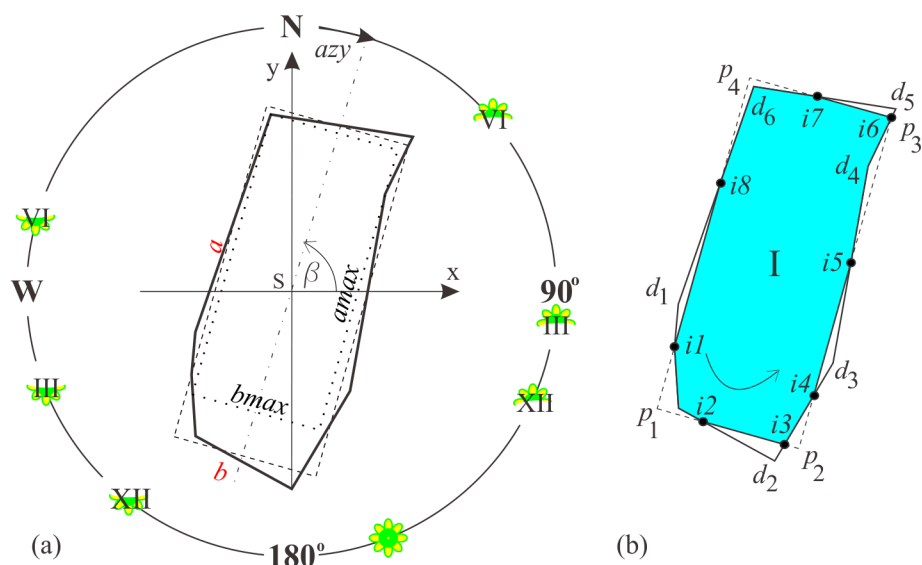 N
azy
y
VI
p4
d5
d6
i7
i6
p3
d4
VI
i8
a
I
W
S
β
amax
x
90°
III
i5
d1
i1
d3
III
bmax
XII
i4
p1
i2
i3
b
d2
p2
XII
(a)
180°
(b)